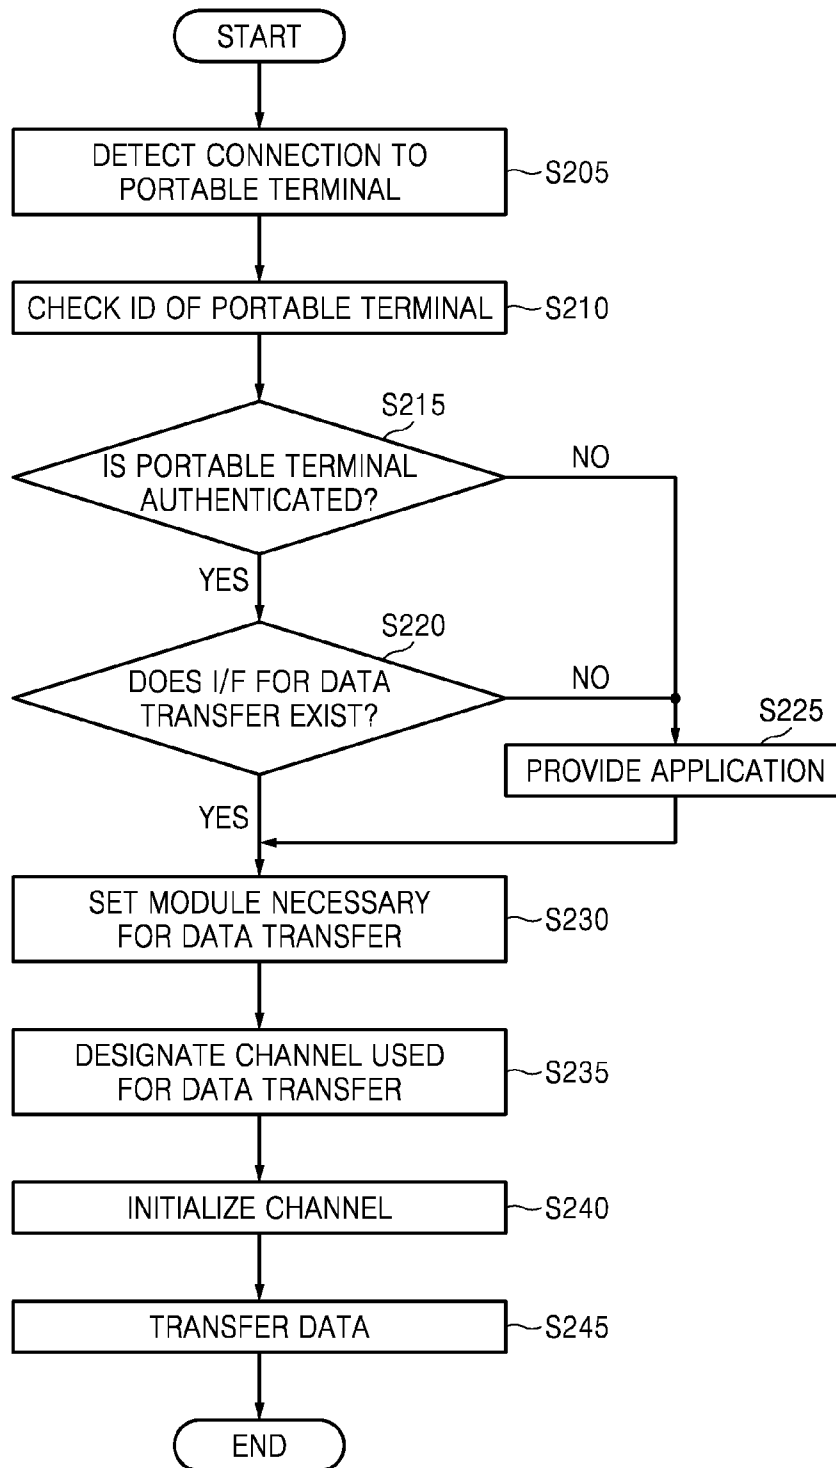 START
DETECT CONNECTION TO
PORTABLE TERMINAL
S205
CHECK ID OF PORTABLE TERMINAL
S210
S215
IS PORTABLE TERMINAL
AUTHENTICATED?
NO
YES
S220
DOES I/F FOR DATA
TRANSFER EXIST?
NO
S225
PROVIDE APPLICATION
YES
SET MODULE NECESSARY
FOR DATA TRANSFER
S230
DESIGNATE CHANNEL USED
FOR DATA TRANSFER
S235
INITIALIZE CHANNEL
S240
TRANSFER DATA
S245
END